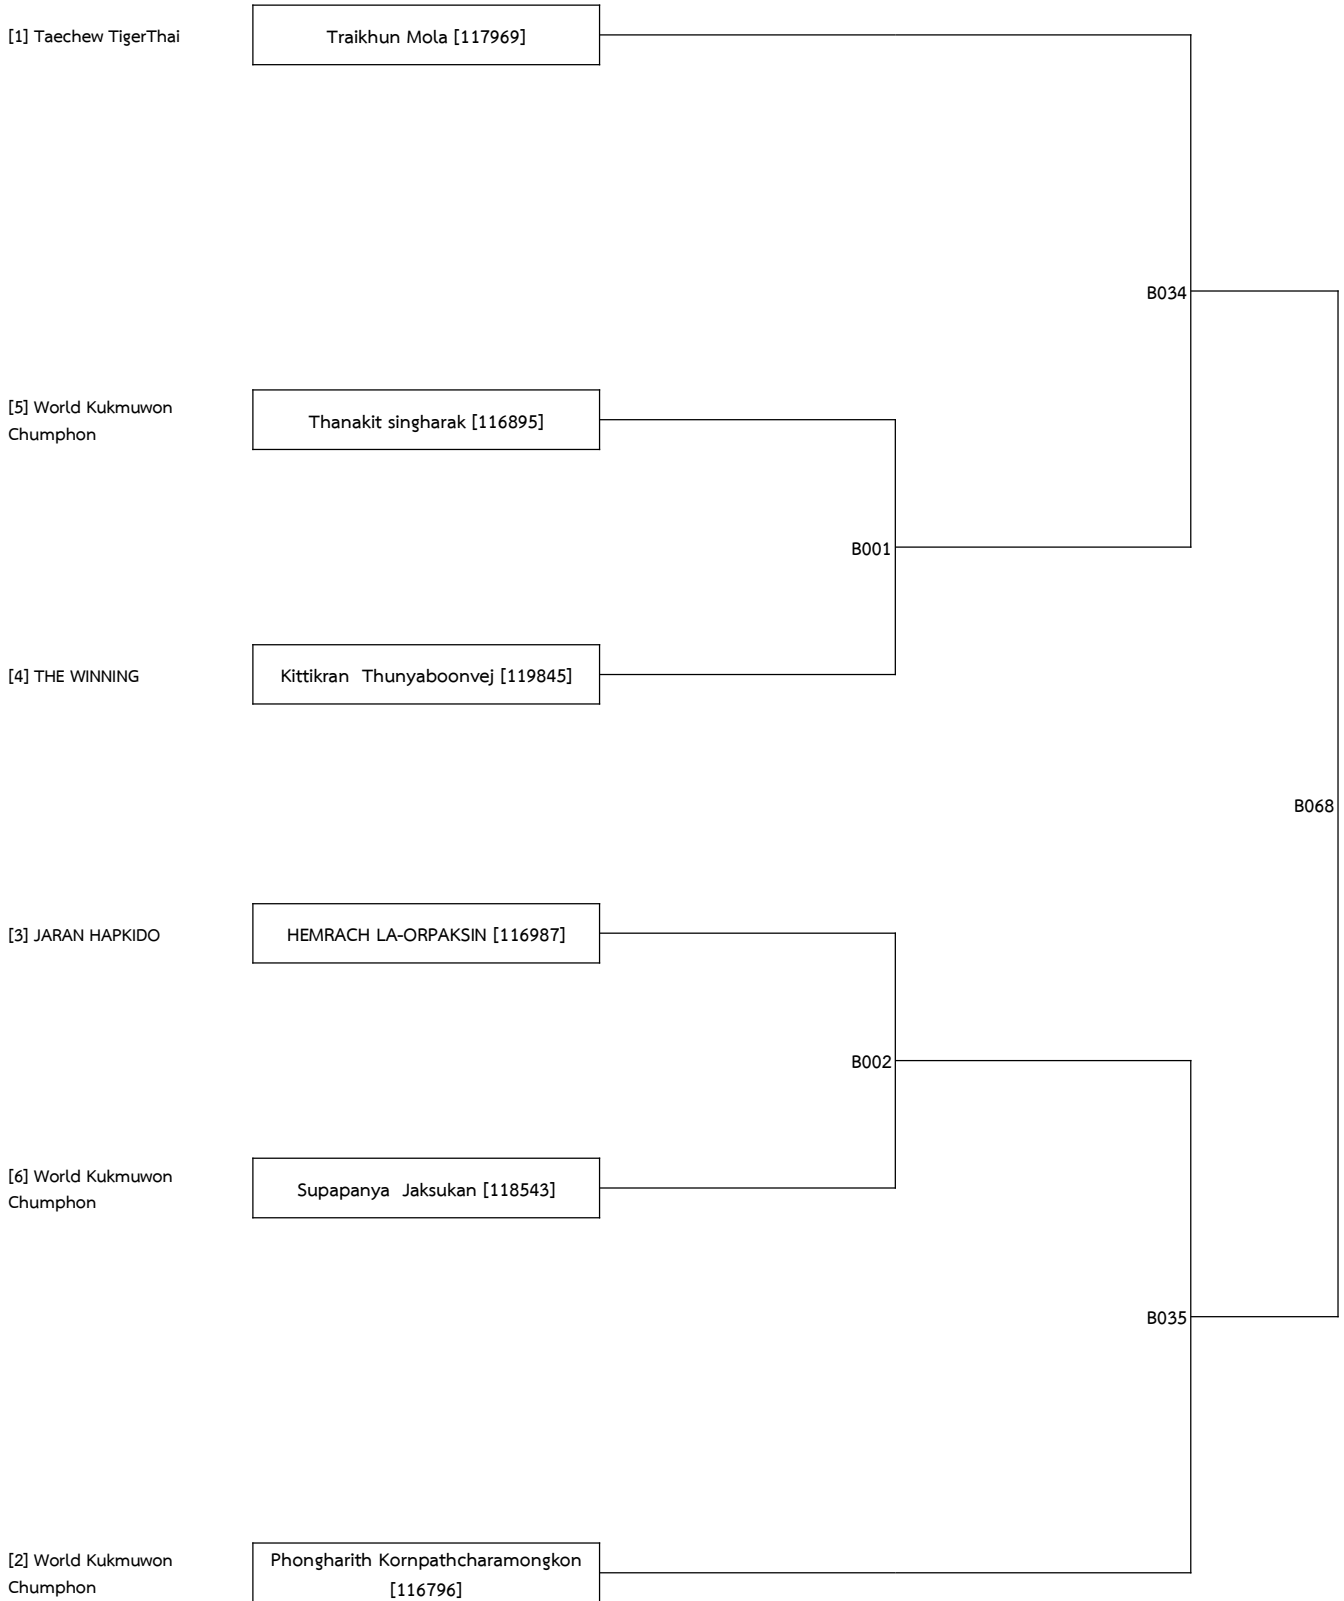 [1] Taechew TigerThai
Traikhun Mola [117969]
B034
[5] World Kukmuwon
Chumphon
Thanakit singharak [116895]
B001
[4] THE WINNING
Kittikran  Thunyaboonvej [119845]
B068
[3] JARAN HAPKIDO
HEMRACH LA-ORPAKSIN [116987]
B002
[6] World Kukmuwon
Chumphon
Supapanya  Jaksukan [118543]
B035
[2] World Kukmuwon
Chumphon
Phongharith Kornpathcharamongkon
[116796]